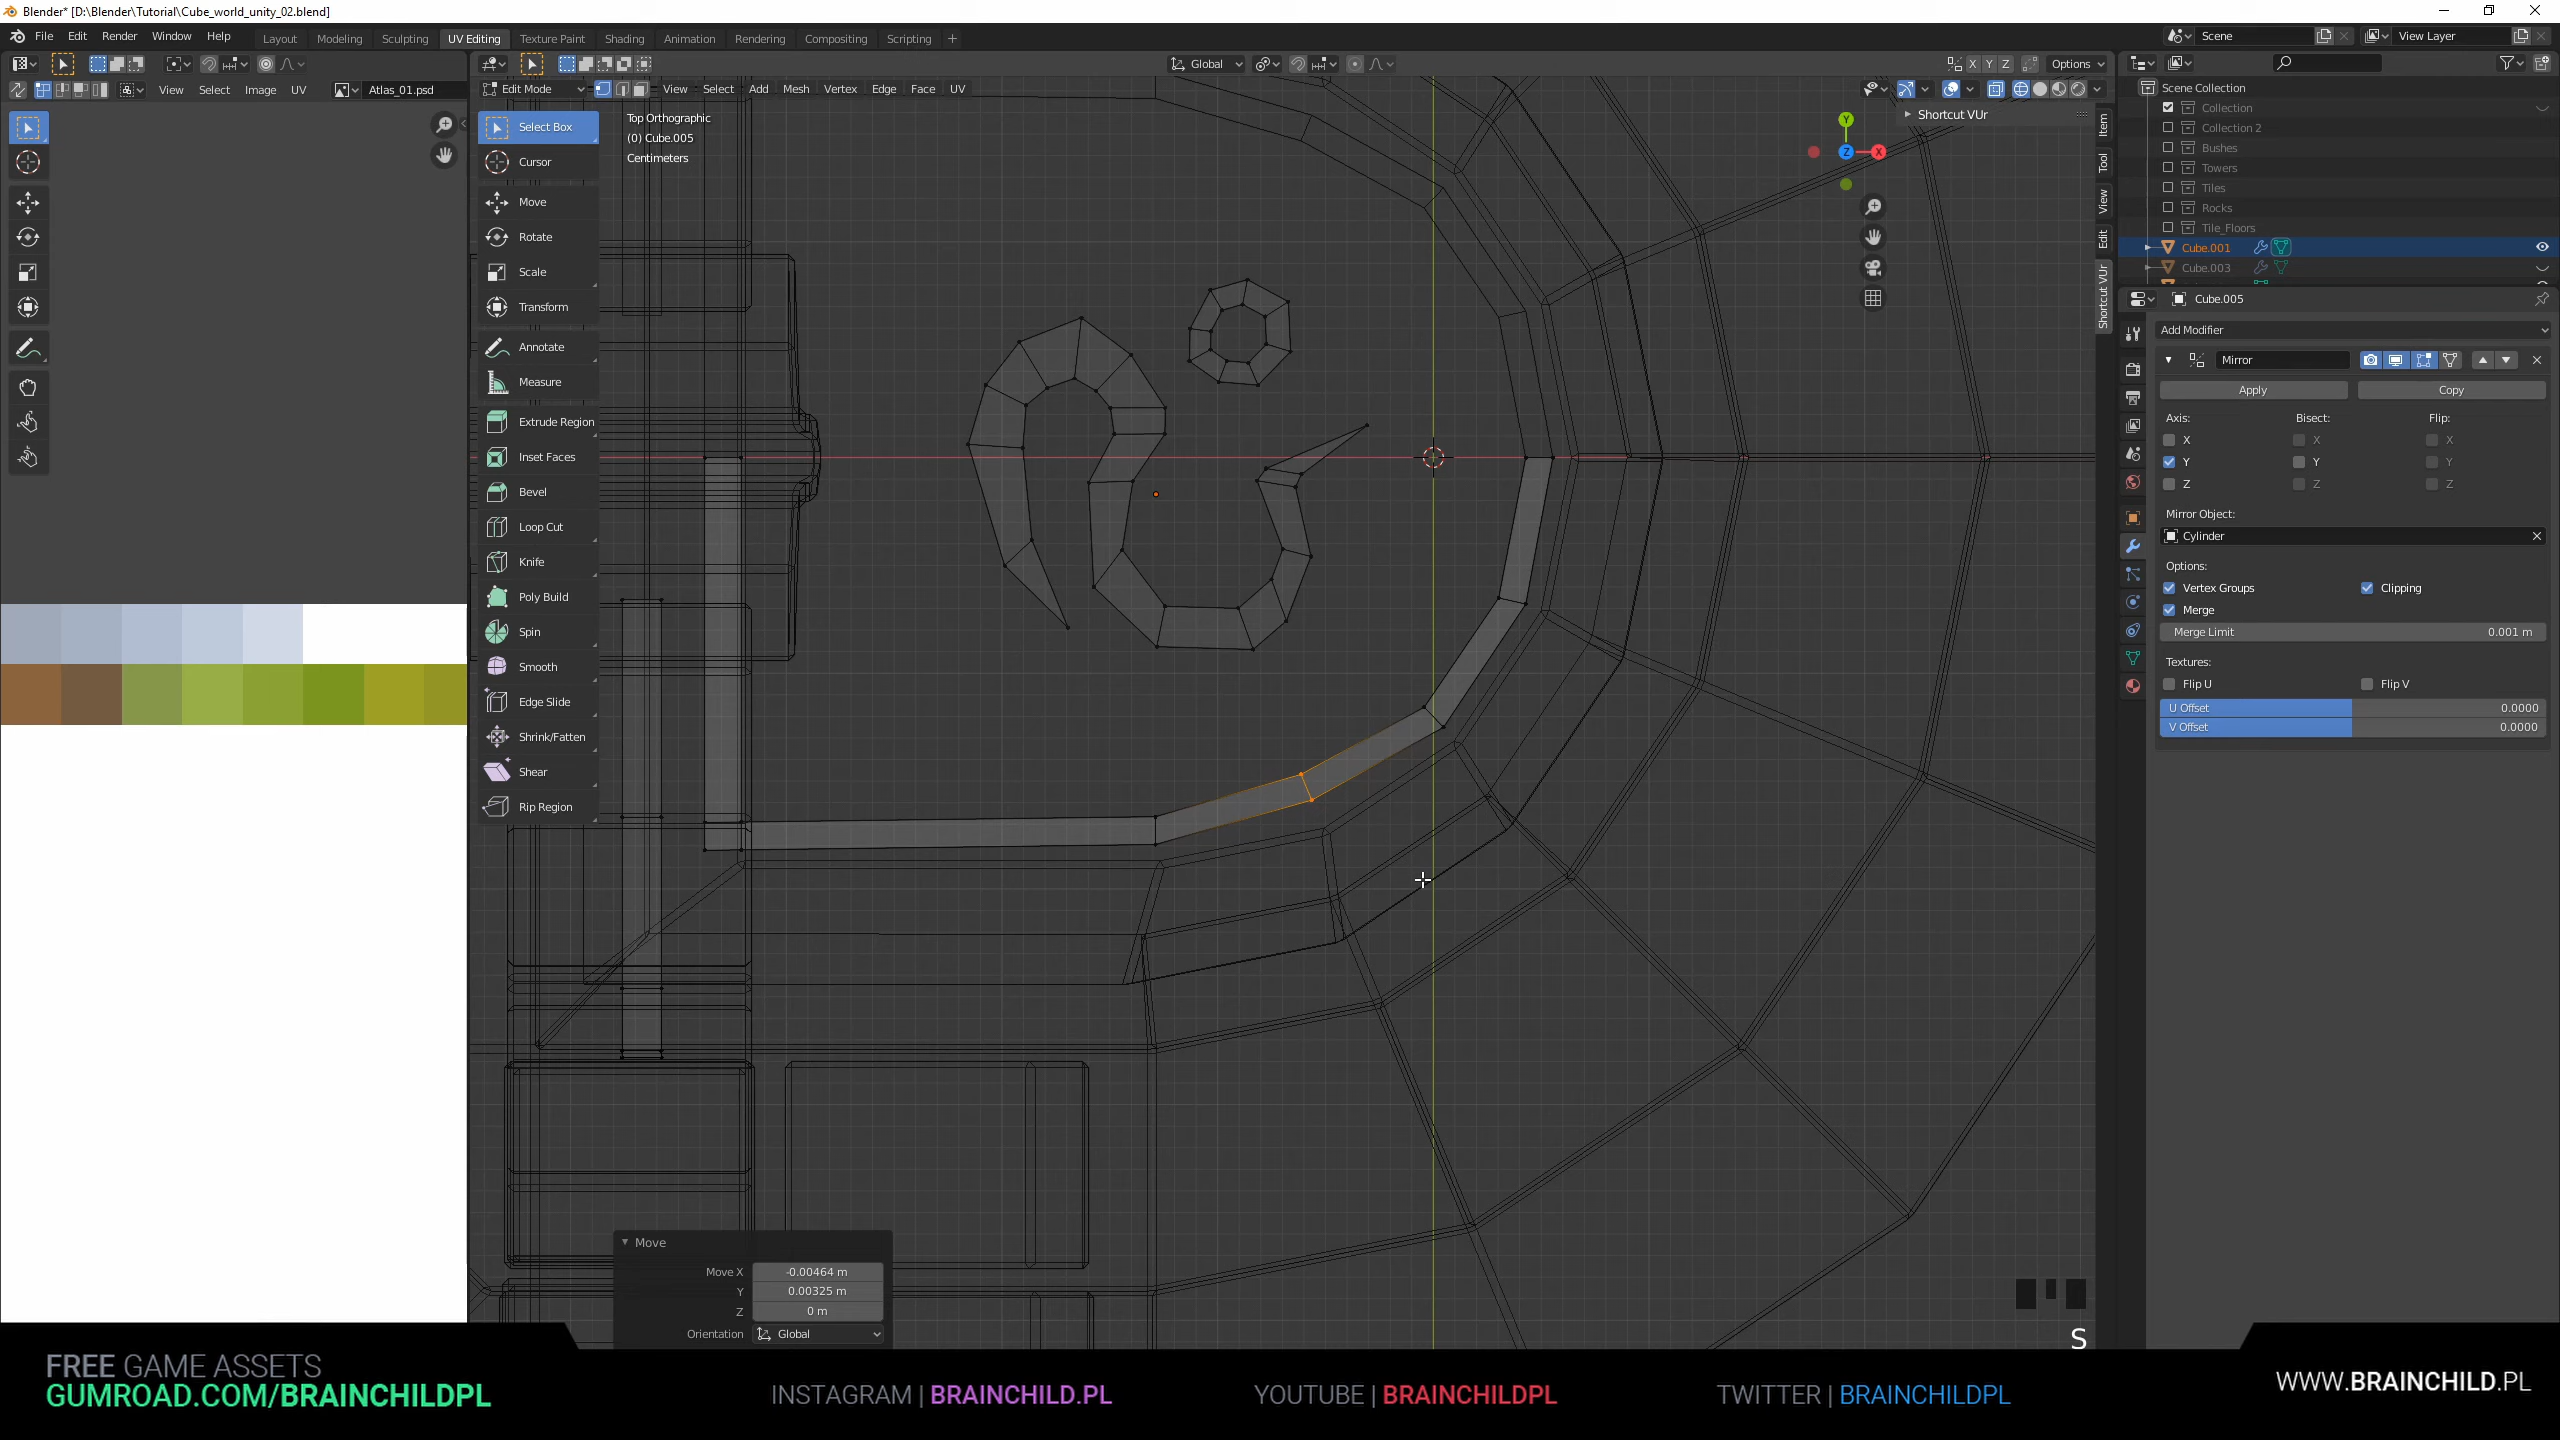 Blender* [D:\Blender\Tutorial\Cube_world_unity_02.blend]
File Edit Render Window Help Layout Modeling Sculpting UV Editing Texture Paint Shading Animation Rendering Compositing Scripting + Scene View Layer
Global X Y Z Options
View Select Image UV Atlas_01.psd Edit Mode View Select Add Mesh Vertex Edge Face UV
Select Box
Cursor
Move
Rotate
Scale
Transform
Annotate
Measure
Extrude Region
Inset Faces
Bevel
Loop Cut
Knife
Poly Build
Spin
Smooth
Edge Slide
Shrink/Fatten
Shear
Rip Region
Top Orthographic
(0) Cube.005
Centimeters
Shortcut VUr
Y
Z X
Item
Tool
View
Edit
Shortcut VUr
Scene Collection
Collection
Collection 2
Bushes
Towers
Tiles
Rocks
Tile_Floors
Cube.001
Cube.003
Cube.005
Add Modifier
Mirror
Apply Copy
Axis: Bisect: Flip:
X X X
Y Y Y
Z Z Z
Mirror Object:
Cylinder
Options:
Vertex Groups Clipping
Merge
Merge Limit 0.001 m
Textures:
Flip U Flip V
U Offset 0.0000
V Offset 0.0000
Move
Move X -0.00464 m
Y 0.00325 m
Z 0 m
Orientation Global
S
FREE GAME ASSETS
GUMROAD.COM/BRAINCHILDPL
INSTAGRAM | BRAINCHILD.PL
YOUTUBE | BRAINCHILDPL
TWITTER | BRAINCHILDPL
WWW.BRAINCHILD.PL